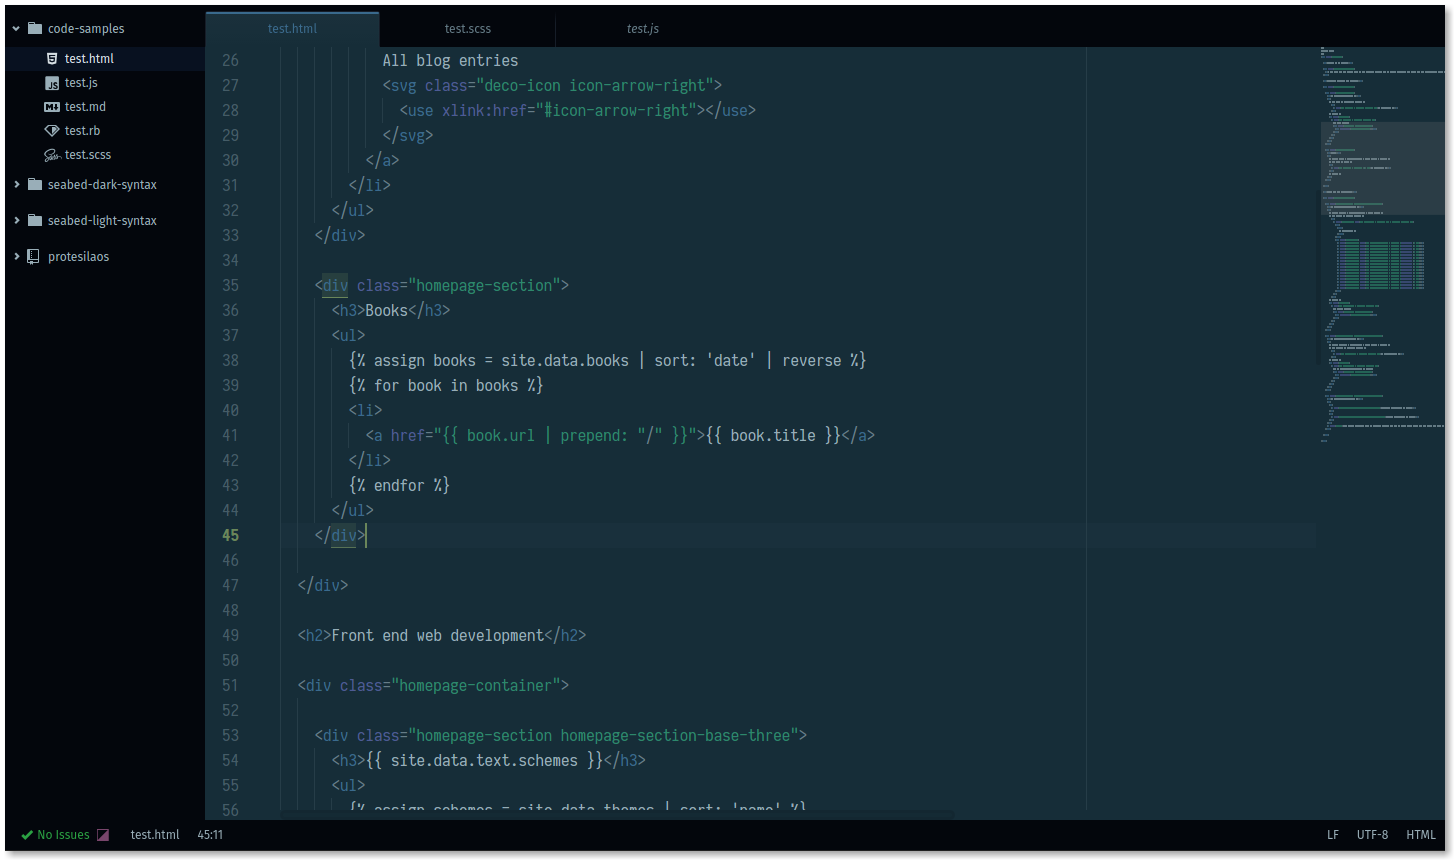 code-samples
test.html
test.js
test.md
test.rb
test.scss
seabed-dark-syntax
seabed-light-syntax
protesilaos
test.html test.scss test.js
26 All blog entries
27 <svg class="deco-icon icon-arrow-right">
28 <use xlink:href="#icon-arrow-right"></use>
29 </svg>
30 </a>
31 </li>
32 </ul>
33 </div>
34
35 <div class="homepage-section">
36 <h3>Books</h3>
37 <ul>
38 {% assign books = site.data.books | sort: 'date' | reverse %}
39 {% for book in books %}
40 <li>
41 <a href="{{ book.url | prepend: "/" }}">{{ book.title }}</a>
42 </li>
43 {% endfor %}
44 </ul>
45 </div>
46
47 </div>
48
49 <h2>Front end web development</h2>
50
51 <div class="homepage-container">
52
53 <div class="homepage-section homepage-section-base-three">
54 <h3>{{ site.data.text.schemes }}</h3>
55 <ul>
56 {% assign schemes = site.data.themes | sort: 'name' %}
No Issues test.html 45:11 LF UTF-8 HTML